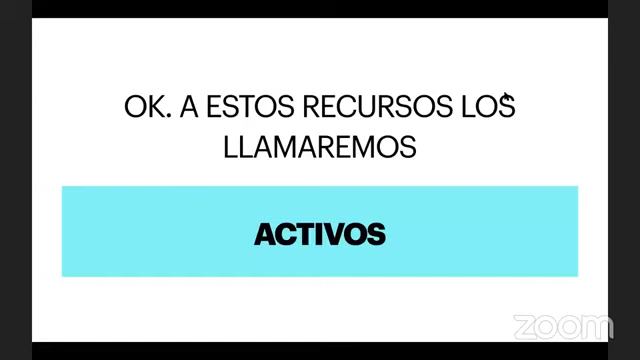 OK. A ESTOS RECURSOS LOS
LLAMAREMOS
ACTIVOS
zoom